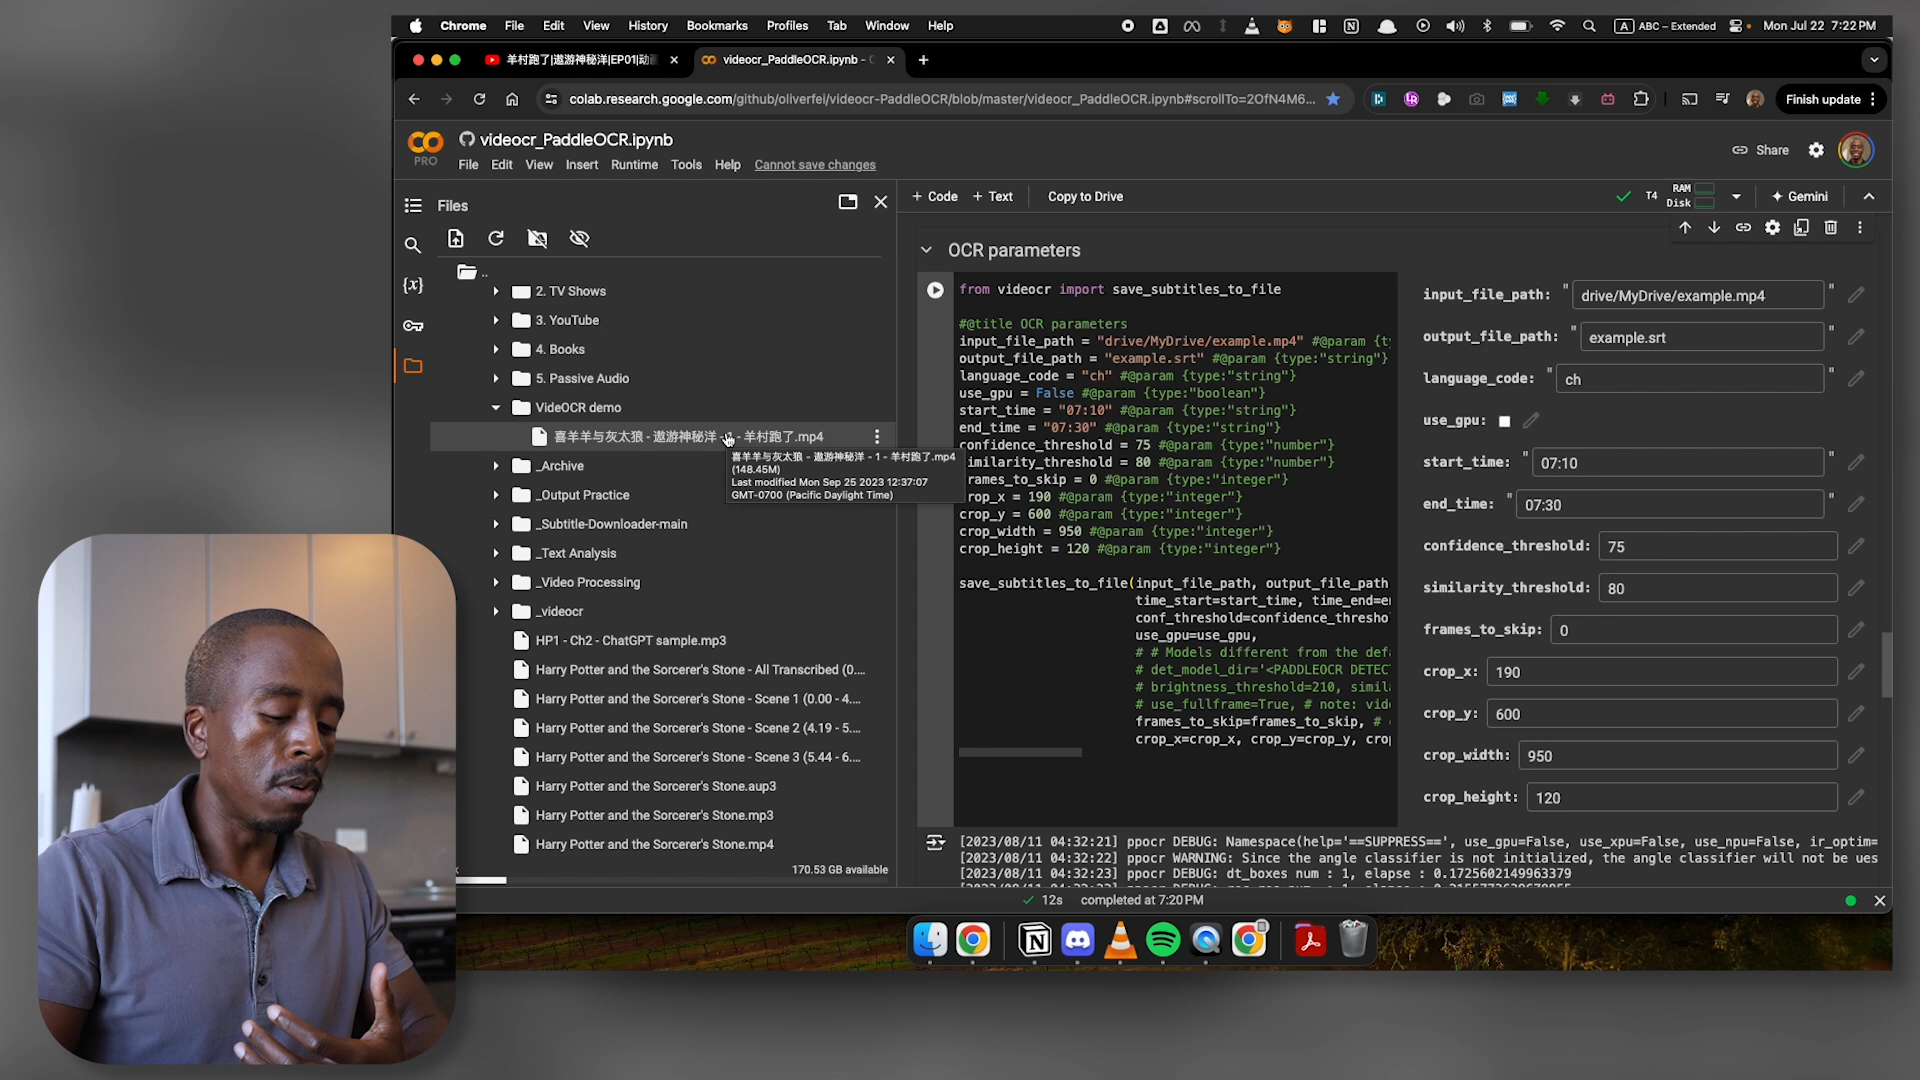 Chrome File Edit View History Bookmarks Profiles Tab Window Help
A ABC – Extended Mon Jul 22 7:22 PM
羊村跑了|遨游神秘洋|EP01|动
videocr_PaddleOCR.ipynb - C
colab.research.google.com/github/oliverfei/videocr-PaddleOCR/blob/master/videocr_PaddleOCR.ipynb#scrollTo=2OfN4M6...
Finish update
PRO
videocr_PaddleOCR.ipynb
File Edit View Insert Runtime Tools Help Cannot save changes
Share
Files
+ Code + Text Copy to Drive
T4 RAM
Disk
Gemini
..
2. TV Shows
3. YouTube
4. Books
5. Passive Audio
VideOCR demo
喜羊羊与灰太狼 - 遨游神秘洋 - 1 - 羊村跑了.mp4
喜羊羊与灰太狼 - 遨游神秘洋 - 1 - 羊村跑了.mp4
(148.45M)
Last modified Mon Sep 25 2023 12:37:07
GMT-0700 (Pacific Daylight Time)
_Archive
_Output Practice
_Subtitle-Downloader-main
_Text Analysis
_Video Processing
_videocr
HP1 - Ch2 - ChatGPT sample.mp3
Harry Potter and the Sorcerer's Stone - All Transcribed (0....
Harry Potter and the Sorcerer's Stone - Scene 1 (0.00 - 4....
Harry Potter and the Sorcerer's Stone - Scene 2 (4.19 - 5....
Harry Potter and the Sorcerer's Stone - Scene 3 (5.44 - 6....
Harry Potter and the Sorcerer's Stone.aup3
Harry Potter and the Sorcerer's Stone.mp3
Harry Potter and the Sorcerer's Stone.mp4
170.53 GB available
OCR parameters
from videocr import save_subtitles_to_file
#@title OCR parameters
input_file_path = "drive/MyDrive/example.mp4" #@param {ty
output_file_path = "example.srt" #@param {type:"string"}
language_code = "ch" #@param {type:"string"}
use_gpu = False #@param {type:"boolean"}
start_time = "07:10" #@param {type:"string"}
end_time = "07:30" #@param {type:"string"}
confidence_threshold = 75 #@param {type:"number"}
imilarity_threshold = 80 #@param {type:"number"}
rames_to_skip = 0 #@param {type:"integer"}
rop_x = 190 #@param {type:"integer"}
crop_y = 600 #@param {type:"integer"}
crop_width = 950 #@param {type:"integer"}
crop_height = 120 #@param {type:"integer"}
save_subtitles_to_file(input_file_path, output_file_path
time_start=start_time, time_end=e
conf_threshold=confidence_thresho
use_gpu=use_gpu,
# # Models different from the defa
# det_model_dir='<PADDLEOCR DETEC
# brightness_threshold=210, simil
# use_fullframe=True, # note: vid
frames_to_skip=frames_to_skip, #
crop_x=crop_x, crop_y=crop_y, cro
input_file_path: " drive/MyDrive/example.mp4 "
output_file_path: " example.srt "
language_code: " ch "
use_gpu:
start_time: " 07:10 "
end_time: " 07:30 "
confidence_threshold: 75
similarity_threshold: 80
frames_to_skip: 0
crop_x: 190
crop_y: 600
crop_width: 950
crop_height: 120
[2023/08/11 04:32:21] ppocr DEBUG: Namespace(help='==SUPPRESS==', use_gpu=False, use_xpu=False, use_npu=False, ir_optim=
[2023/08/11 04:32:22] ppocr WARNING: Since the angle classifier is not initialized, the angle classifier will not be ues
[2023/08/11 04:32:23] ppocr DEBUG: dt_boxes num : 1, elapse : 0.1725602149963379
12s completed at 7:20 PM